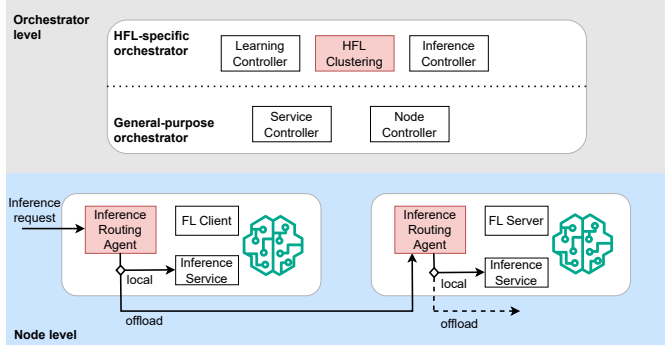 Orchestrator
level
HFL-specific
orchestrator
Learning
Controller
HFL
Clustering
Inference
Controller
General-purpose
orchestrator
Service
Controller
Node
Controller
Inference
request
Inference
Routing
Agent
FL Client
Inference
Service
local
offload
Inference
Routing
Agent
FL Server
Inference
Service
local
offload
Node level